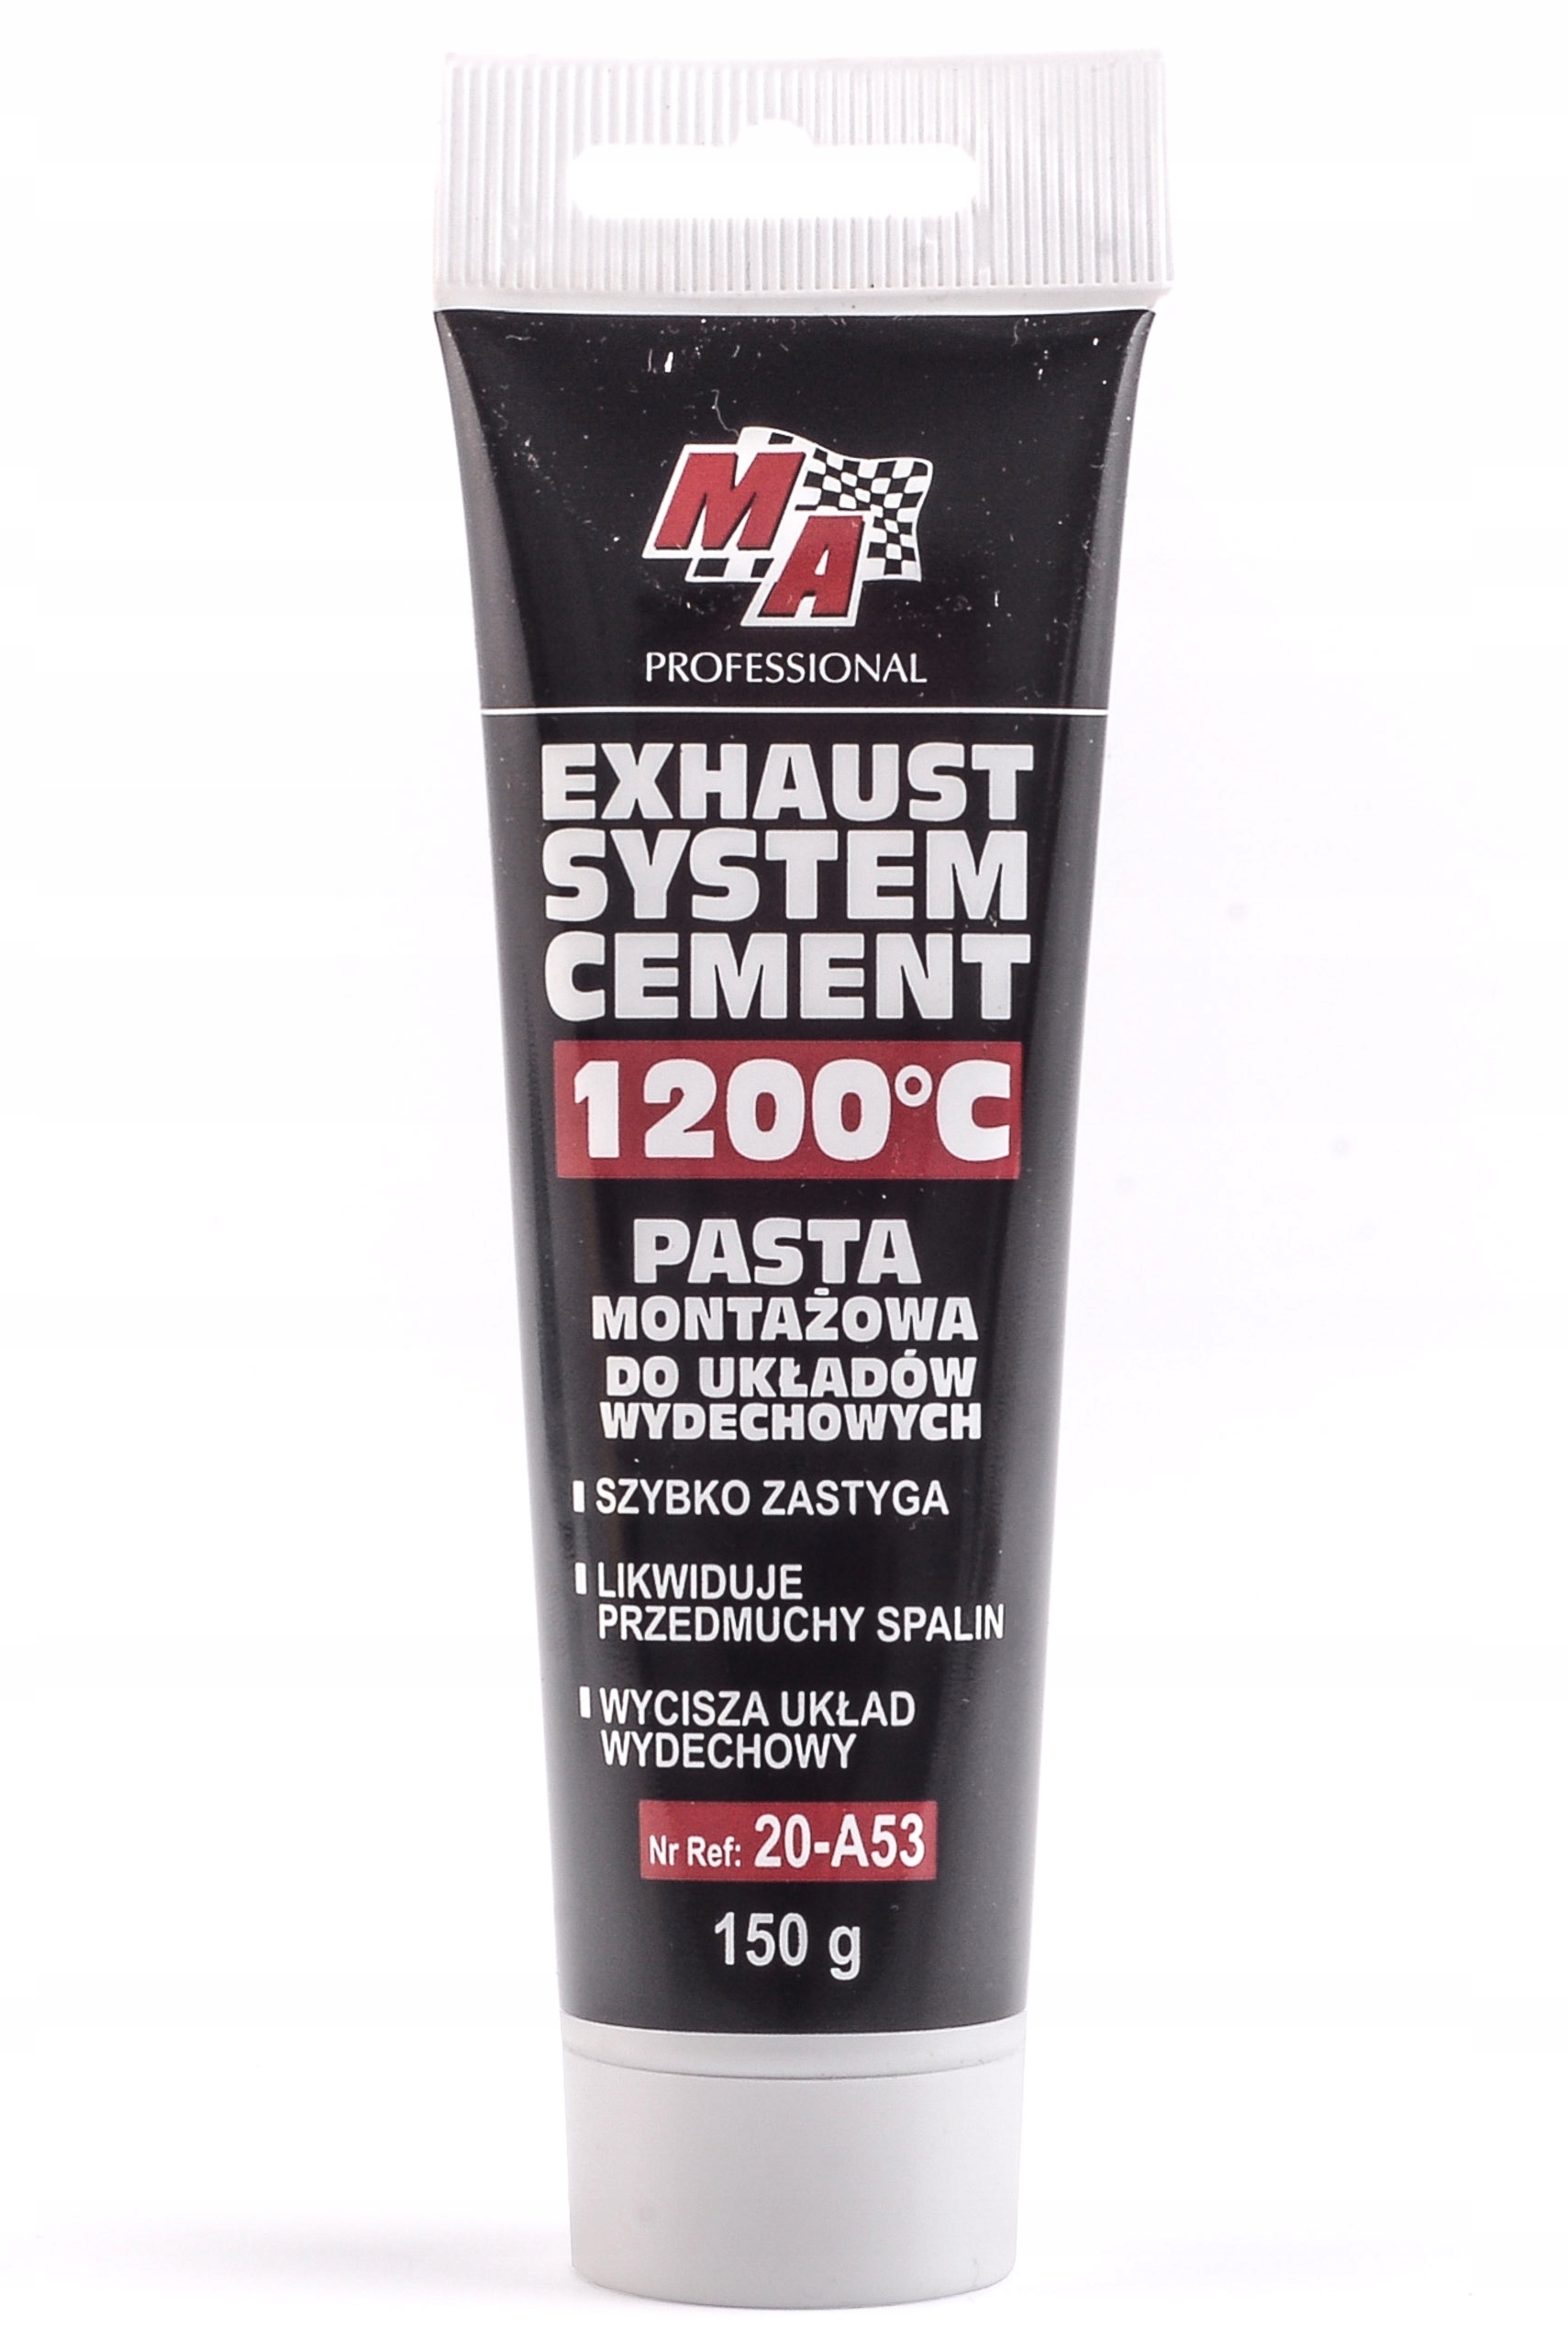 MA
PROFESSIONAL
EXHAUST
SYSTEM
CEMENT
1200°C
PASTA
MONTAŻOWA
DO UKŁADÓW
WYDECHOWYCH
SZYBKO ZASTYGA
LIKWIDUJE
PRZEDMUCHY SPALIN
WYCISZA UKŁAD
WYDECHOWY
Nr Ref: 20-A53
150 g